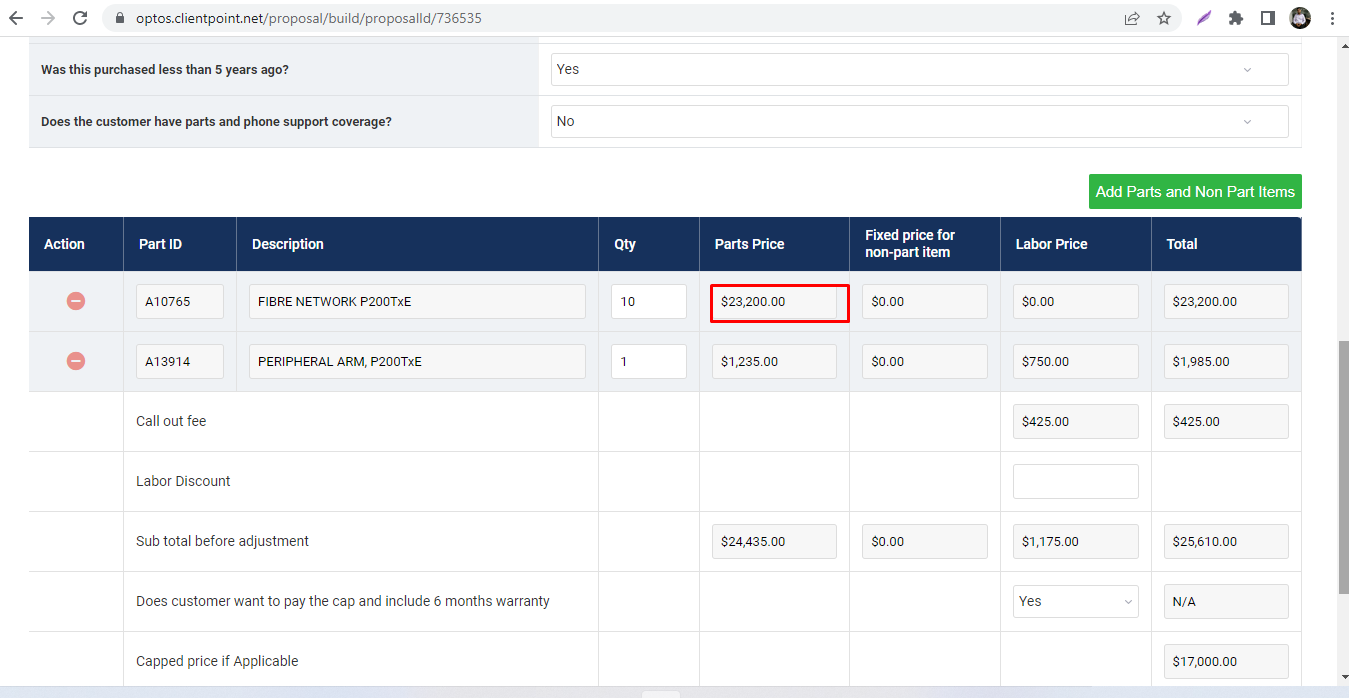 optos.clientpoint.net/proposal/build/proposalId/736535
Was this purchased less than 5 years ago? Yes
Does the customer have parts and phone support coverage? No
Add Parts and Non Part Items
Action Part ID Description Qty Parts Price Fixed price for non-part item Labor Price Total
A10765 FIBRE NETWORK P200TxE 10 $23,200.00 $0.00 $0.00 $23,200.00
A13914 PERIPHERAL ARM, P200TxE 1 $1,235.00 $0.00 $750.00 $1,985.00
Call out fee $425.00 $425.00
Labor Discount
Sub total before adjustment $24,435.00 $0.00 $1,175.00 $25,610.00
Does customer want to pay the cap and include 6 months warranty Yes N/A
Capped price if Applicable $17,000.00